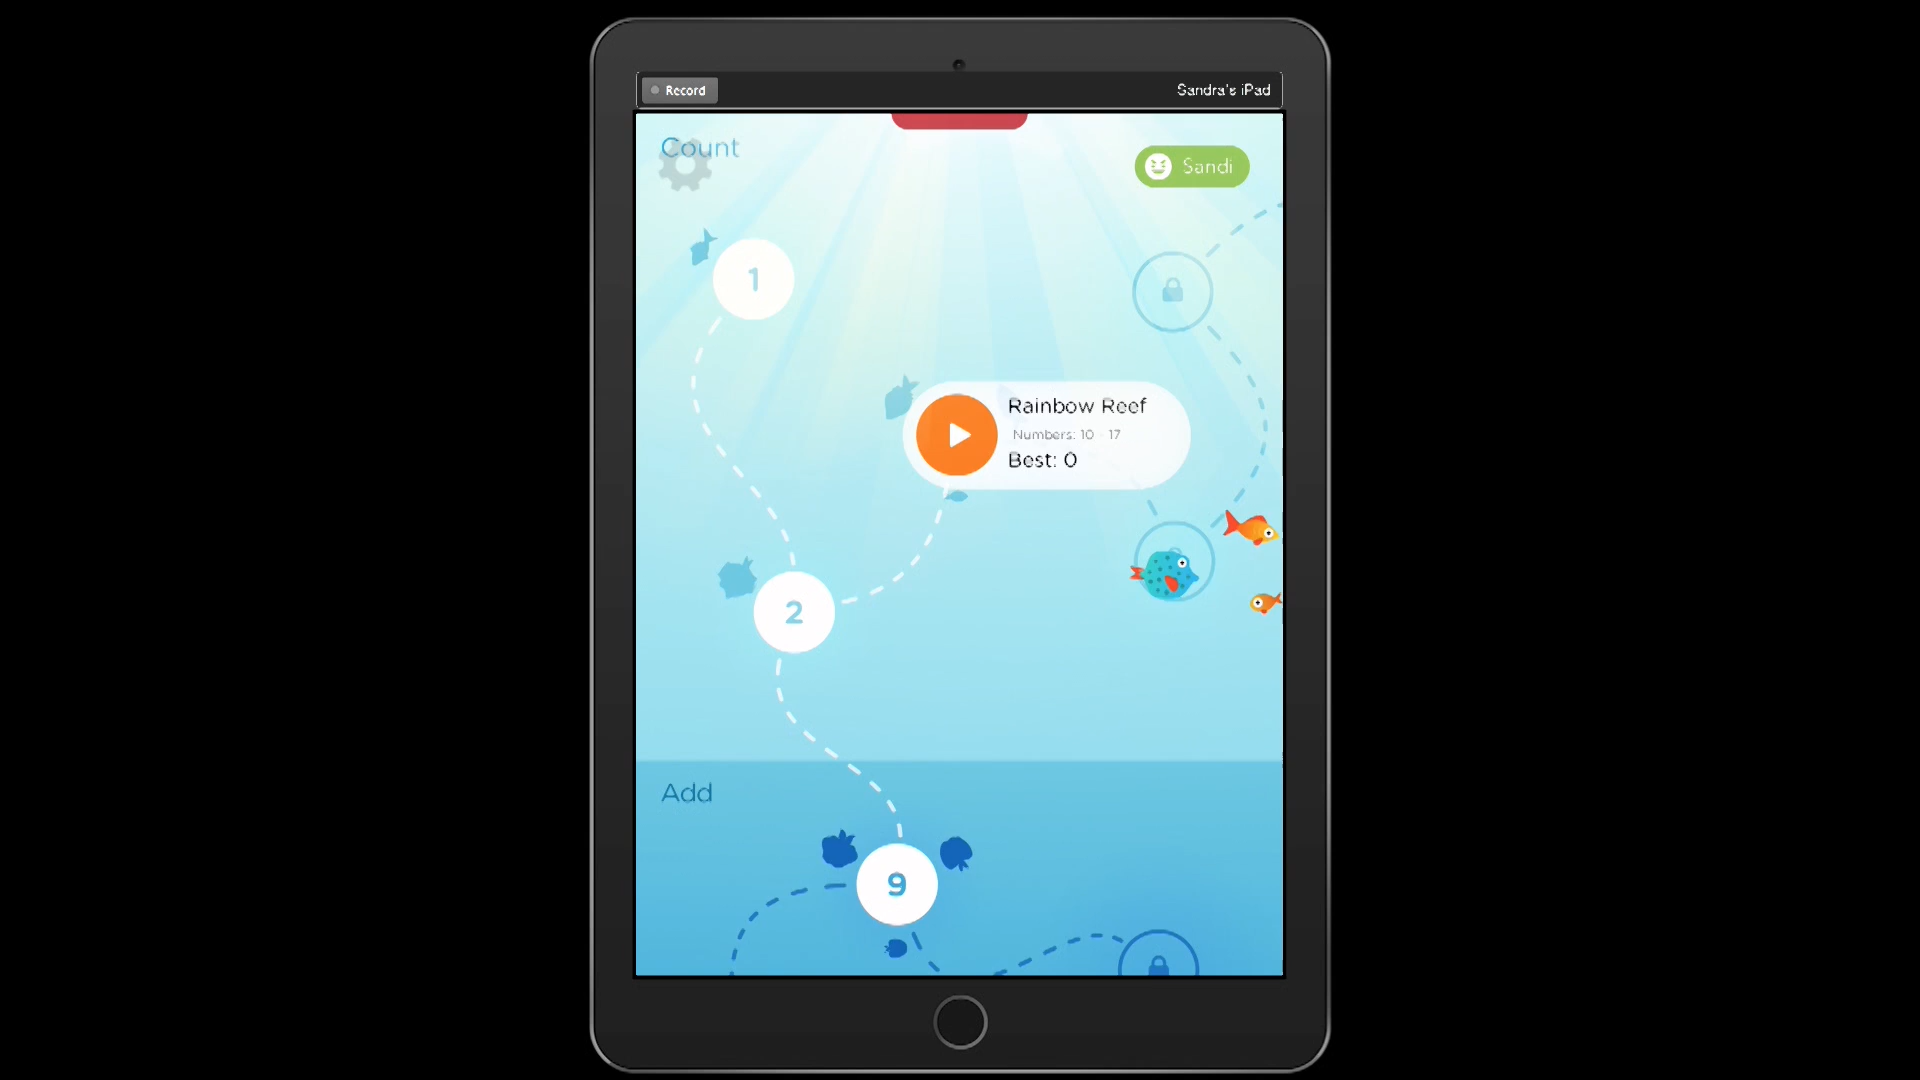 Record
Sandra's iPad
Count
Sandi
1
Rainbow Reef
Numbers: 10 - 17
Best: 0
2
Add
9